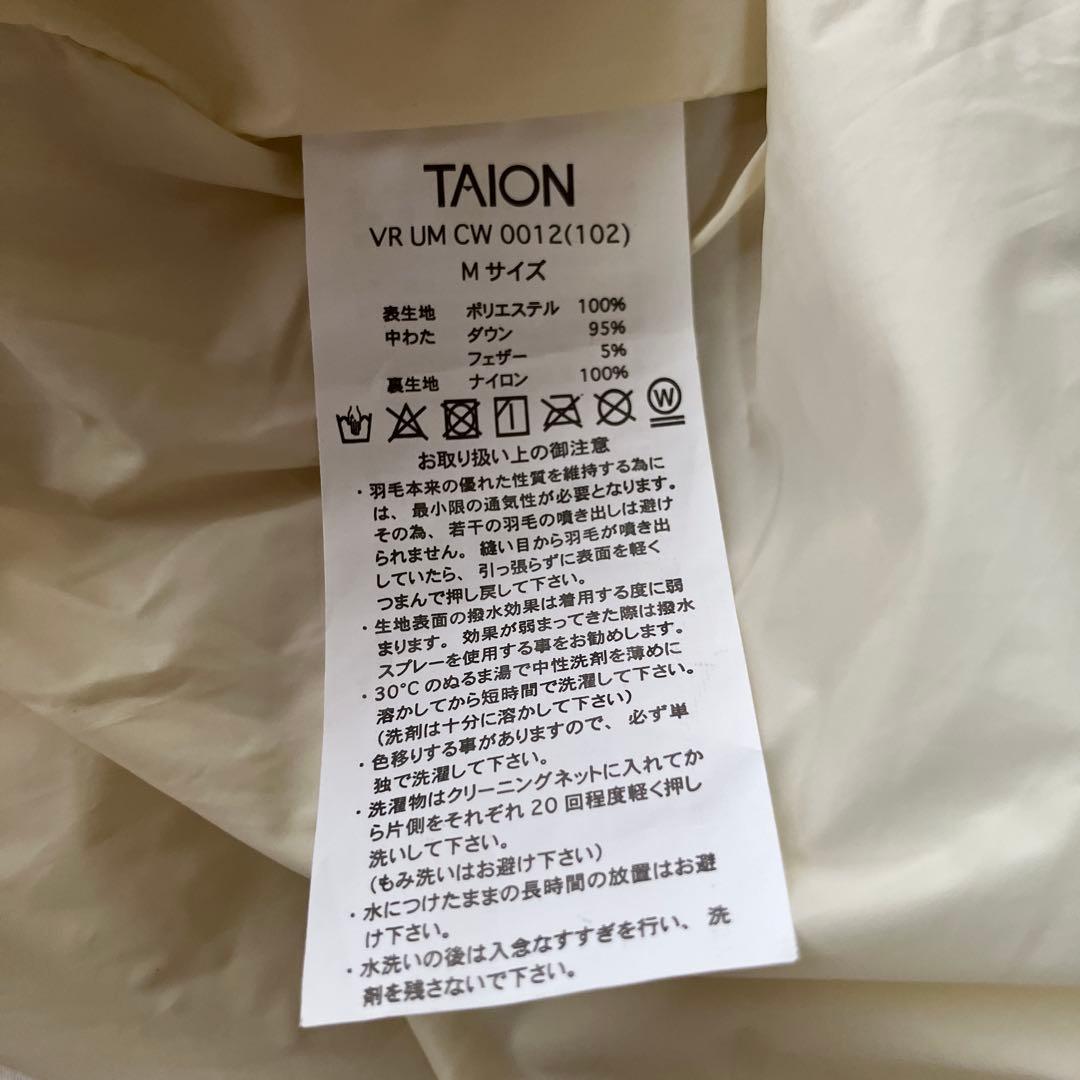 TAION
VR UM CW 0012(102)
M サイズ
表生地 ポリエステル 100%
中わた ダウン 95%
フェザー 5%
裏生地 ナイロン 100%
W
お取り扱い上の御注意
・羽毛本来の優れた性質を維持する為に
は、最小限の通気性が必要となります。
その為、若干の羽毛の噴き出しは避け
られません。縫い目から羽毛が噴き出
していたら、引っ張らずに表面を軽く
つまんで押し戻して下さい。
・生地表面の撥水効果は着用する度に弱
まります。効果が弱まってきた際は撥水
スプレーを使用する事をお勧めします。
・30°Cのぬるま湯で中性洗剤を薄めに
溶かしてから短時間で洗濯して下さい。
(洗剤は十分に溶かして下さい)
・色移りする事がありますので、必ず単
独で洗濯して下さい。
・洗濯物はクリーニングネットに入れてか
ら片側をそれぞれ20回程度軽く押し
洗いして下さい。
(もみ洗いはお避け下さい)
・水につけたままの長時間の放置はお避
け下さい。
・水洗いの後は入念なすすぎを行い、洗
剤を残さないで下さい。